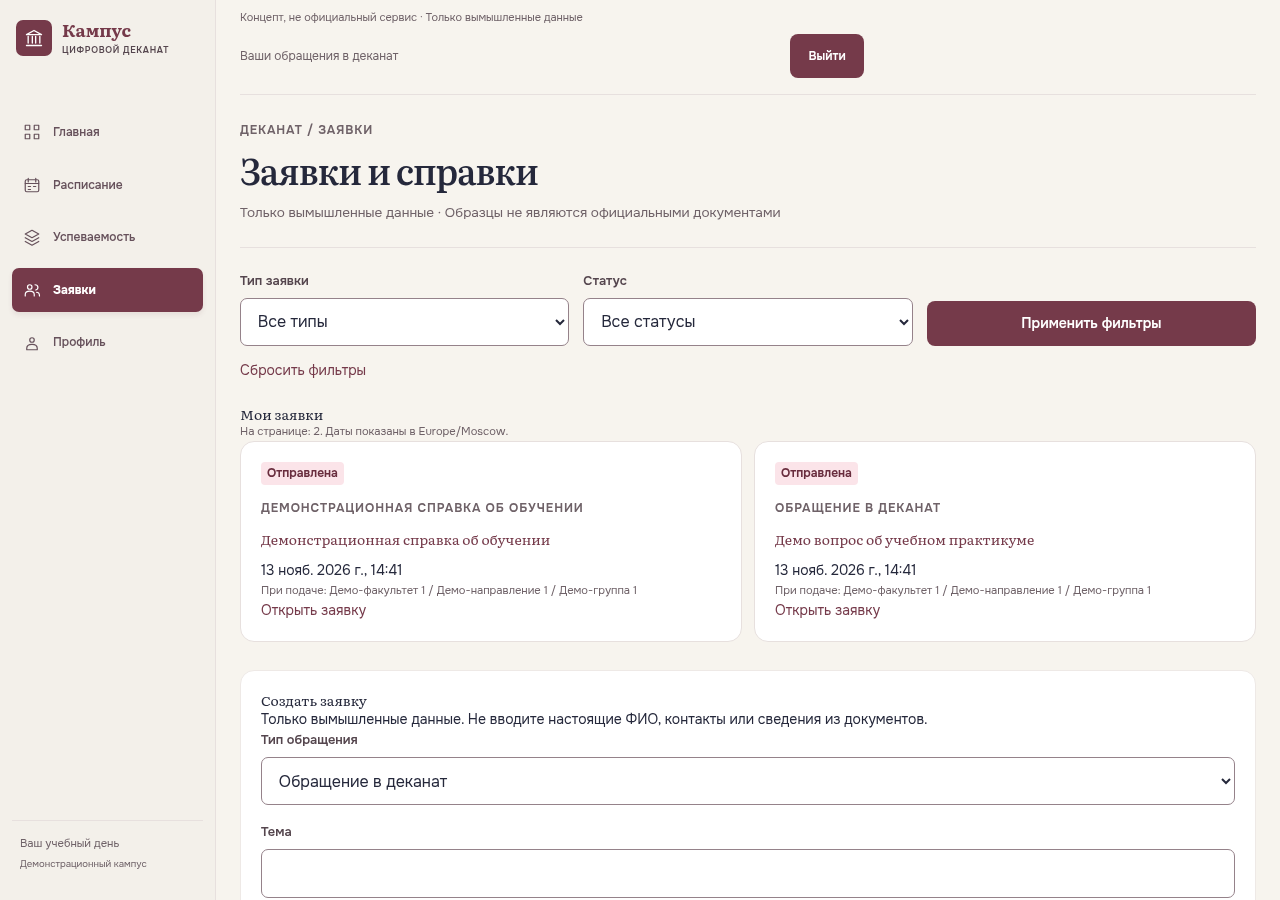 Кампус
ЦИФРОВОЙ ДЕКАНАТ
Главная
Расписание
Успеваемость
Заявки
Профиль
Ваш учебный день
Демонстрационный кампус
Концепт, не официальный сервис · Только вымышленные данные
Ваши обращения в деканат
Выйти
ДЕКАНАТ / ЗАЯВКИ
Заявки и справки
Только вымышленные данные · Образцы не являются официальными документами
Тип заявки
Статус
Все типы
Все статусы
Применить фильтры
Сбросить фильтры
Мои заявки
На странице: 2. Даты показаны в Europe/Moscow.
Отправлена
ДЕМОНСТРАЦИОННАЯ СПРАВКА ОБ ОБУЧЕНИИ
Демонстрационная справка об обучении
13 нояб. 2026 г., 14:41
При подаче: Демо-факультет 1 / Демо-направление 1 / Демо-группа 1
Открыть заявку
Отправлена
ОБРАЩЕНИЕ В ДЕКАНАТ
Демо вопрос об учебном практикуме
13 нояб. 2026 г., 14:41
При подаче: Демо-факультет 1 / Демо-направление 1 / Демо-группа 1
Открыть заявку
Создать заявку
Только вымышленные данные. Не вводите настоящие ФИО, контакты или сведения из документов.
Тип обращения
Обращение в деканат
Тема